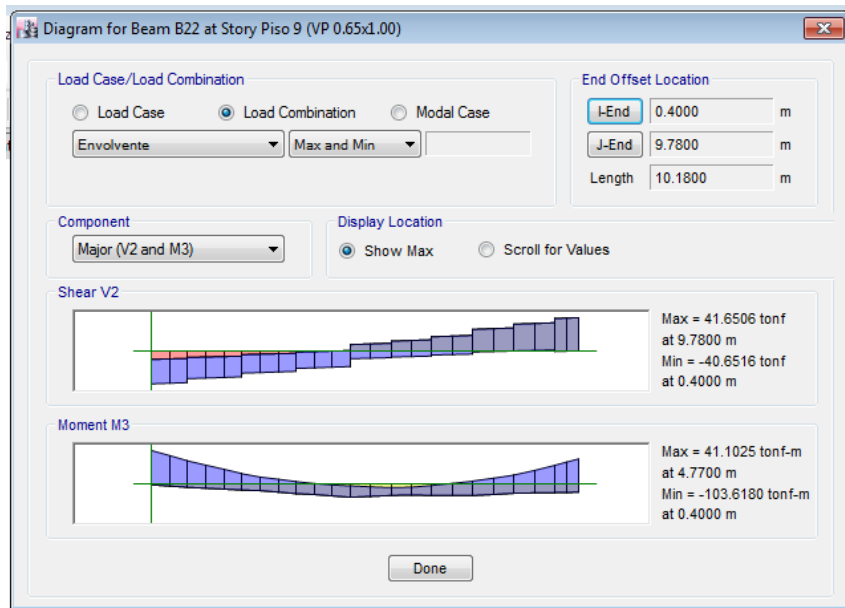 Diagram for Beam B22 at Story Piso 9 (VP 0.65x1.00)
Load Case/Load Combination
Load Case Load Combination Modal Case
Envolvente Max and Min
End Offset Location
I-End 0.4000 m
J-End 9.7800 m
Length 10.1800 m
Component
Major (V2 and M3)
Display Location
Show Max Scroll for Values
Shear V2
Max = 41.6506 tonf
at 9.7800 m
Min = -40.6516 tonf
at 0.4000 m
Moment M3
Max = 41.1025 tonf-m
at 4.7700 m
Min = -103.6180 tonf-m
at 0.4000 m
Done